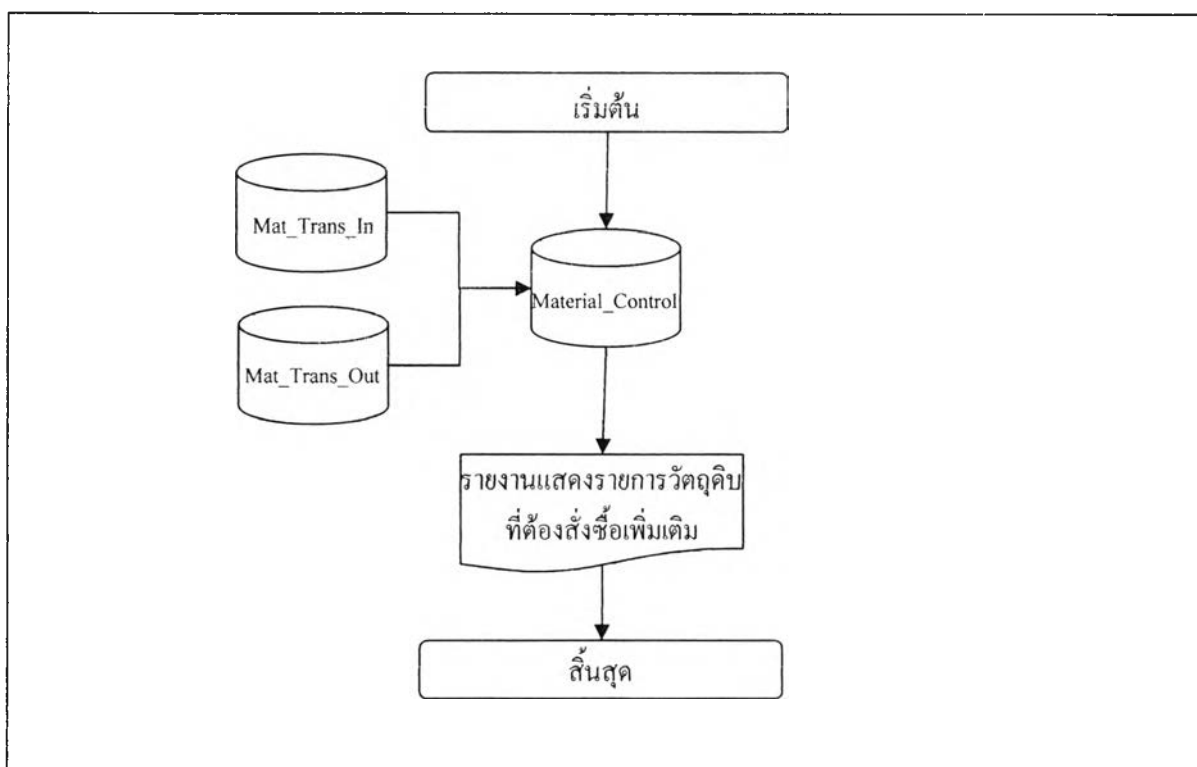 เริ่มต้น
Mat_Trans_In
Material_Control
Mat_Trans_Out
รายงานแสดงรายการวัตถุดิบ
ที่ต้องสั่งซื้อเพิ่มเติม
สิ้นสุด